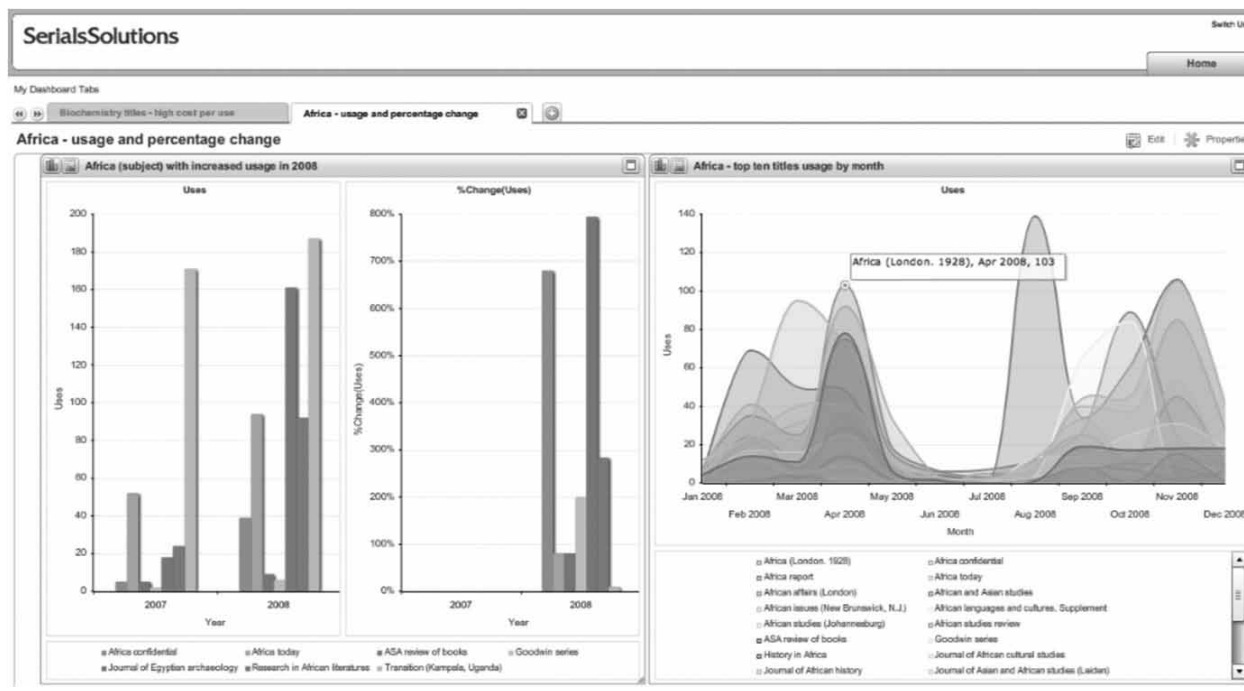 SerialsSolutions
Switch U
Home
My Dashboard Tabs
Biochemistry titles - high cost per use
Africa - usage and percentage change
Africa - usage and percentage change
Edit
Propertie
Africa (subject) with increased usage in 2008
Uses
200
180
160
140
120
100
80
60
40
20
0
Uses
2007 2008
Year
%Change(Uses)
800%
700%
600%
500%
400%
300%
200%
100%
0%
%Change(Uses)
2007 2008
Year
Africa confidential Africa today ASA review of books Goodwin series
Journal of Egyptian archaeology Research in African literatures Transition (Kampala, Uganda)
Africa - top ten titles usage by month
Uses
140
120
100
80
60
40
20
0
Uses
Africa (London. 1928), Apr 2008, 103
Jan 2008 Mar 2008 May 2008 Jul 2008 Sep 2008 Nov 2008
Feb 2008 Apr 2008 Jun 2008 Aug 2008 Oct 2008 Dec 2008
Month
Africa (London. 1928) Africa confidential
Africa report Africa today
African affairs (London) African and Asian studies
African issues (New Brunswick, N.J.) African languages and cultures. Supplement
African studies (Johannesburg) African studies review
ASA review of books Goodwin series
History in Africa Journal of African cultural studies
Journal of African history Journal of Asian and African studies (Leiden)